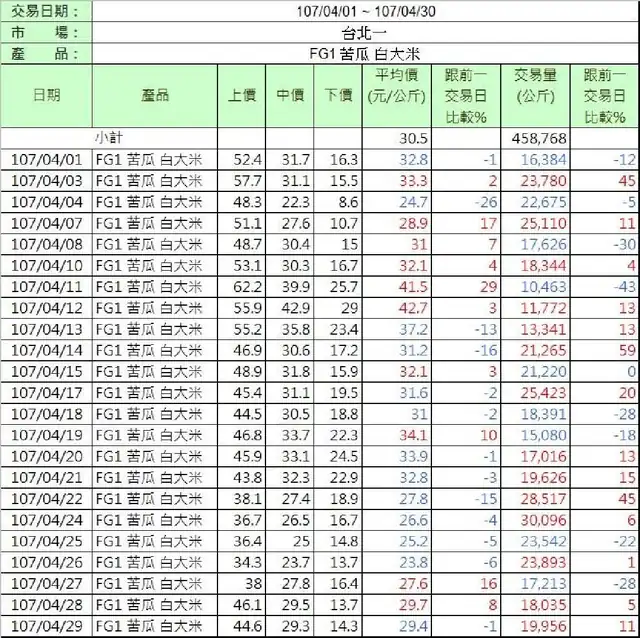 交易日期： 107/04/01 ~ 107/04/30
市 場： 台北一
產 品： FG1 苦瓜 白大米
日期 產品 上價 中價 下價 平均價(元/公斤) 跟前一交易日比較% 交易量(公斤) 跟前一交易日比較%
小計 30.5 458,768
107/04/01 FG1 苦瓜 白大米 52.4 31.7 16.3 32.8 -1 16,384 -12
107/04/03 FG1 苦瓜 白大米 57.7 31.1 15.5 33.3 2 23,780 45
107/04/04 FG1 苦瓜 白大米 48.3 22.3 8.6 24.7 -26 22,675 -5
107/04/07 FG1 苦瓜 白大米 51.1 27.6 10.7 28.9 17 25,110 11
107/04/08 FG1 苦瓜 白大米 48.7 30.4 15 31 7 17,626 -30
107/04/10 FG1 苦瓜 白大米 53.1 30.3 16.7 32.1 4 18,344 4
107/04/11 FG1 苦瓜 白大米 62.2 39.9 25.7 41.5 29 10,463 -43
107/04/12 FG1 苦瓜 白大米 55.9 42.9 29 42.7 3 11,772 13
107/04/13 FG1 苦瓜 白大米 55.2 35.8 23.4 37.2 -13 13,341 13
107/04/14 FG1 苦瓜 白大米 46.9 30.6 17.2 31.2 -16 21,265 59
107/04/15 FG1 苦瓜 白大米 48.9 31.8 15.9 32.1 3 21,220 0
107/04/17 FG1 苦瓜 白大米 45.4 31.1 19.5 31.6 -2 25,423 20
107/04/18 FG1 苦瓜 白大米 44.5 30.5 18.8 31 -2 18,391 -28
107/04/19 FG1 苦瓜 白大米 46.8 33.7 22.3 34.1 10 15,080 -18
107/04/20 FG1 苦瓜 白大米 45.9 33.1 24.5 33.9 -1 17,016 13
107/04/21 FG1 苦瓜 白大米 43.8 32.3 22.9 32.8 -3 19,626 15
107/04/22 FG1 苦瓜 白大米 38.1 27.4 18.9 27.8 -15 28,517 45
107/04/24 FG1 苦瓜 白大米 36.7 26.5 16.7 26.6 -4 30,096 6
107/04/25 FG1 苦瓜 白大米 36.4 25 14.8 25.2 -5 23,542 -22
107/04/26 FG1 苦瓜 白大米 34.3 23.7 13.7 23.8 -6 23,893 1
107/04/27 FG1 苦瓜 白大米 38 27.8 16.4 27.6 16 17,213 -28
107/04/28 FG1 苦瓜 白大米 46.1 29.5 13.7 29.7 8 18,035 5
107/04/29 FG1 苦瓜 白大米 44.6 29.3 14.3 29.4 -1 19,956 11